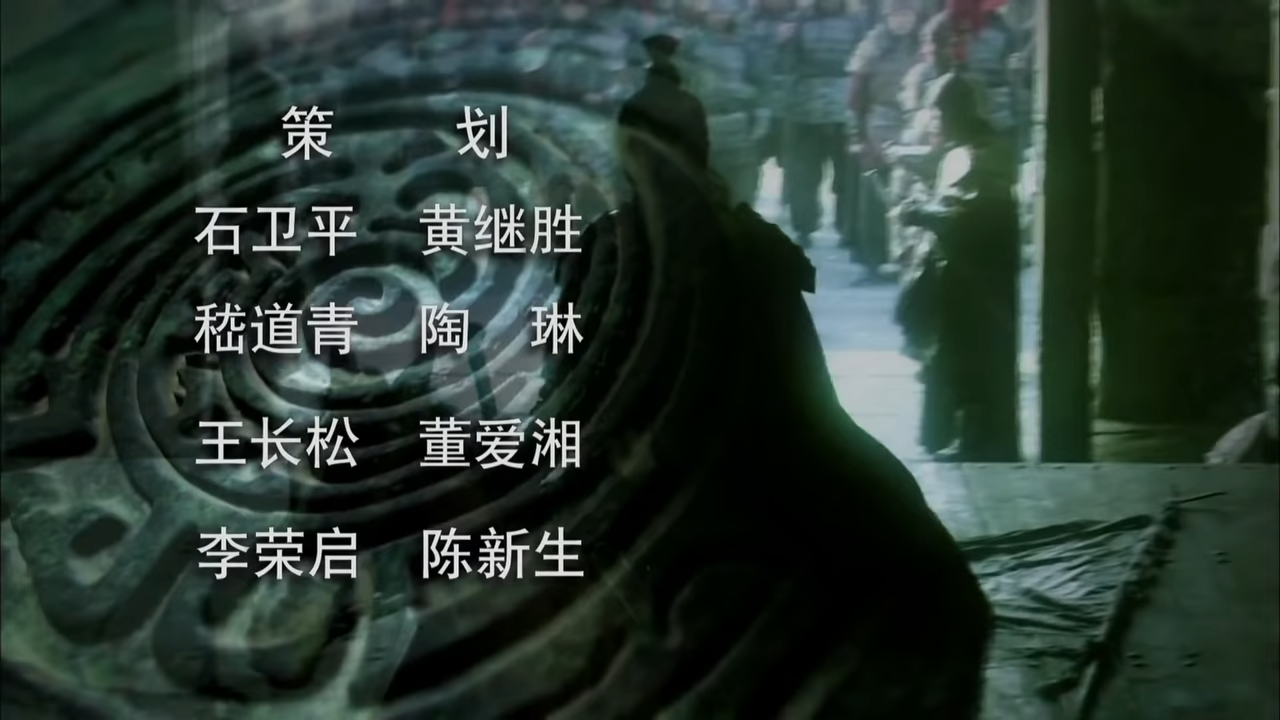 策 划
石卫平 黄继胜
嵇道青 陶 琳
王长松 董爱湘
李荣启 陈新生